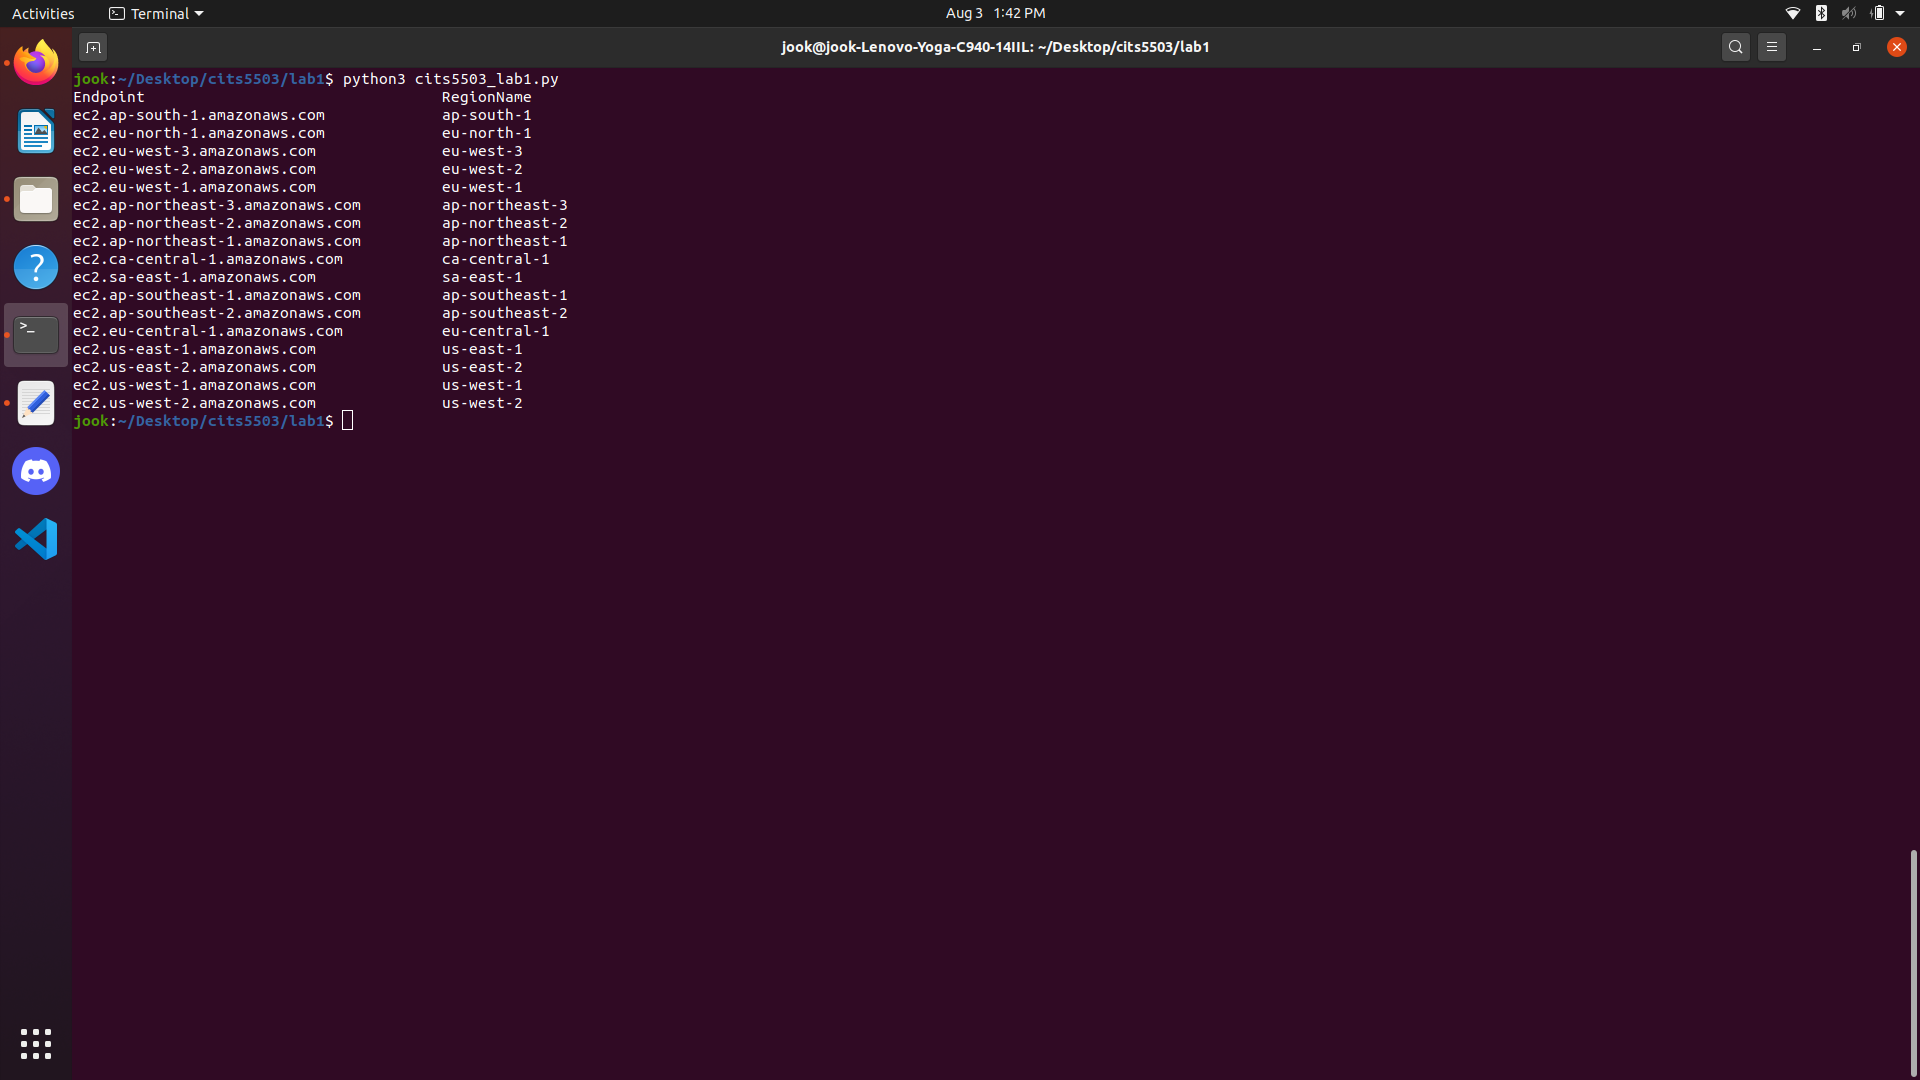 Activities Terminal Aug 3 1:42 PM
jook@jook-Lenovo-Yoga-C940-14IIL: ~/Desktop/cits5503/lab1
jook:~/Desktop/cits5503/lab1$ python3 cits5503_lab1.py
Endpoint RegionName
ec2.ap-south-1.amazonaws.com ap-south-1
ec2.eu-north-1.amazonaws.com eu-north-1
ec2.eu-west-3.amazonaws.com eu-west-3
ec2.eu-west-2.amazonaws.com eu-west-2
ec2.eu-west-1.amazonaws.com eu-west-1
ec2.ap-northeast-3.amazonaws.com ap-northeast-3
ec2.ap-northeast-2.amazonaws.com ap-northeast-2
ec2.ap-northeast-1.amazonaws.com ap-northeast-1
ec2.ca-central-1.amazonaws.com ca-central-1
ec2.sa-east-1.amazonaws.com sa-east-1
ec2.ap-southeast-1.amazonaws.com ap-southeast-1
ec2.ap-southeast-2.amazonaws.com ap-southeast-2
ec2.eu-central-1.amazonaws.com eu-central-1
ec2.us-east-1.amazonaws.com us-east-1
ec2.us-east-2.amazonaws.com us-east-2
ec2.us-west-1.amazonaws.com us-west-1
ec2.us-west-2.amazonaws.com us-west-2
jook:~/Desktop/cits5503/lab1$